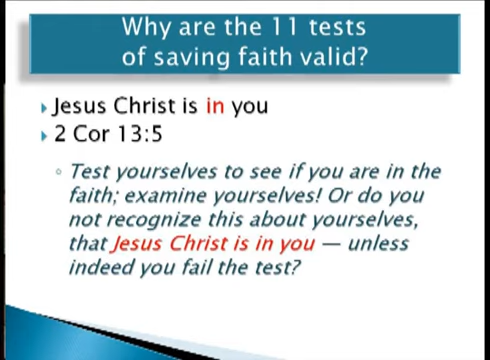 Why are the 11 tests
of saving faith valid?
Jesus Christ is in you
2 Cor 13:5
Test yourselves to see if you are in the
faith; examine yourselves! Or do you
not recognize this about yourselves,
that Jesus Christ is in you — unless
indeed you fail the test?